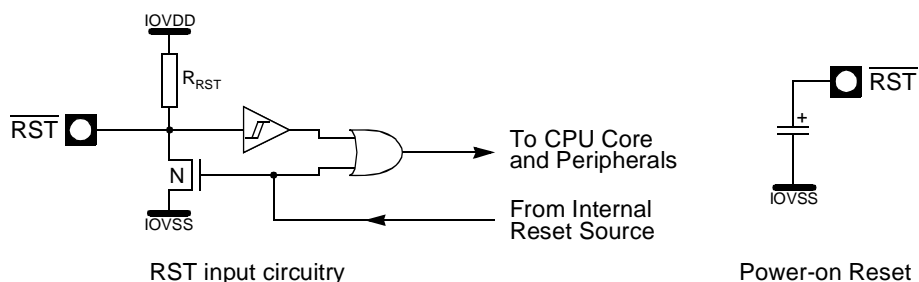 IOVDD
RRST
RST
N
IOVSS
To CPU Core
and Peripherals
From Internal
Reset Source
RST input circuitry
RST
+
IOVSS
Power-on Reset